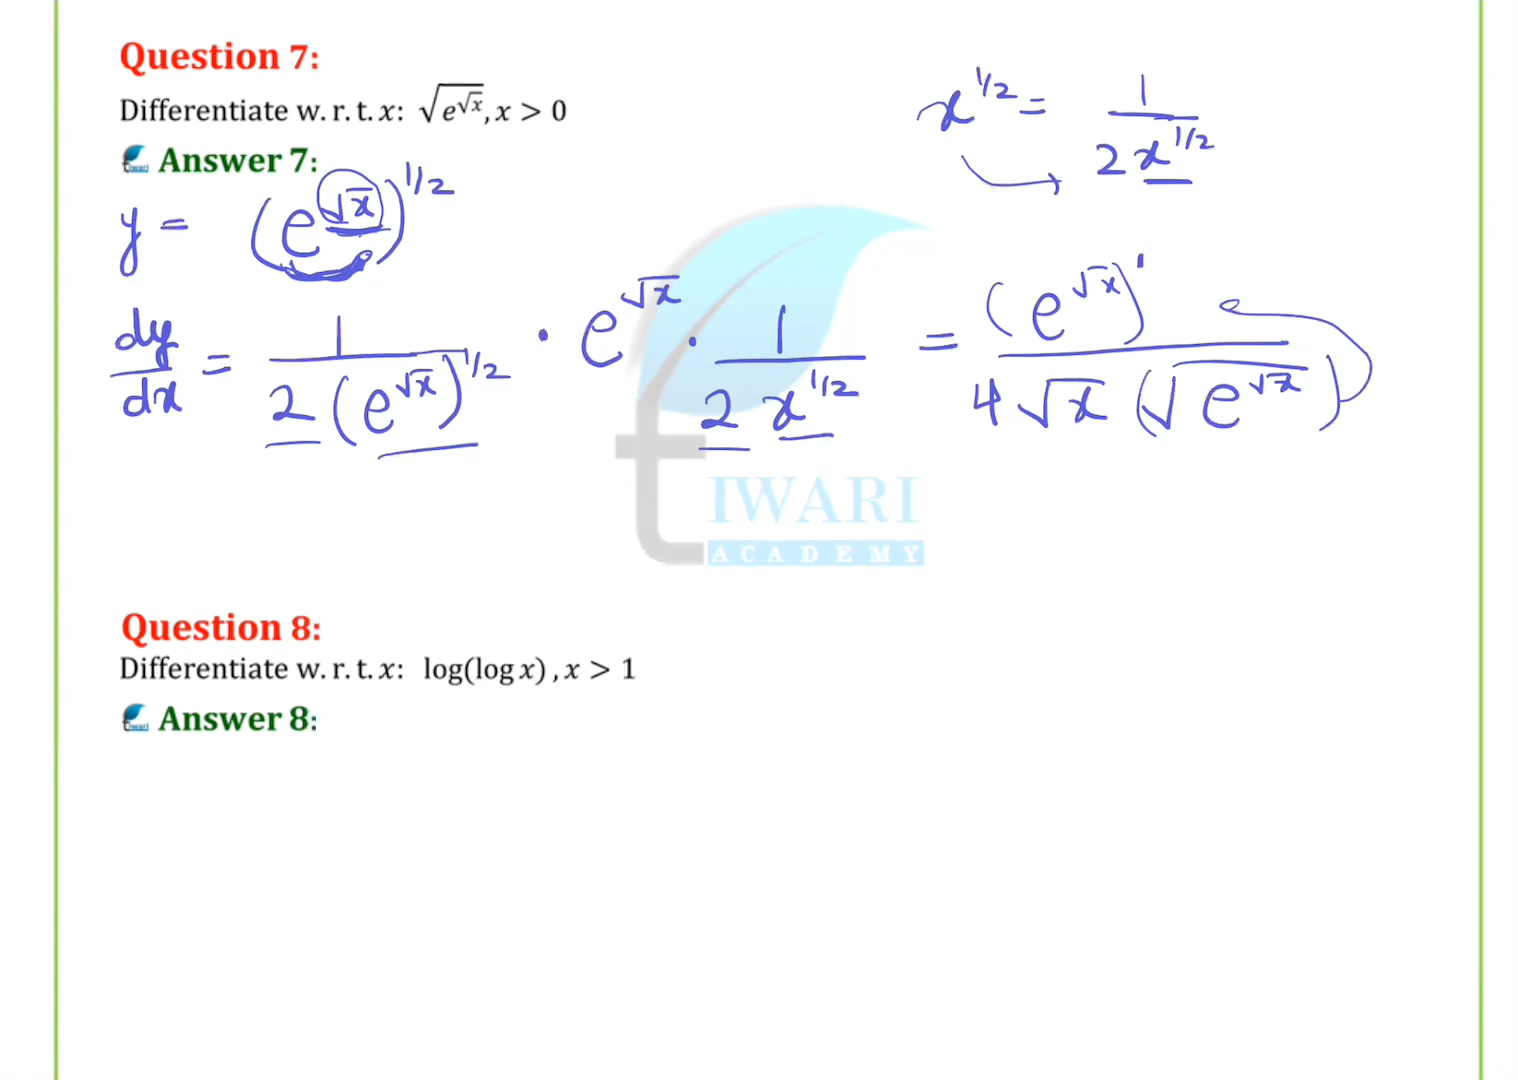 Question 7:
Differentiate w. r. t. x: √(e^√x), x > 0
x^1/2 = 1/(2x^1/2)
Answer 7:
y = (e^√x)^1/2
dy/dx = 1/(2(e^√x)^1/2) · e^√x · 1/(2x^1/2) = (e^√x)'/(4√x(√(e^√x)))
tIWARI
ACADEMY
Question 8:
Differentiate w. r. t. x: log(log x), x > 1
Answer 8: